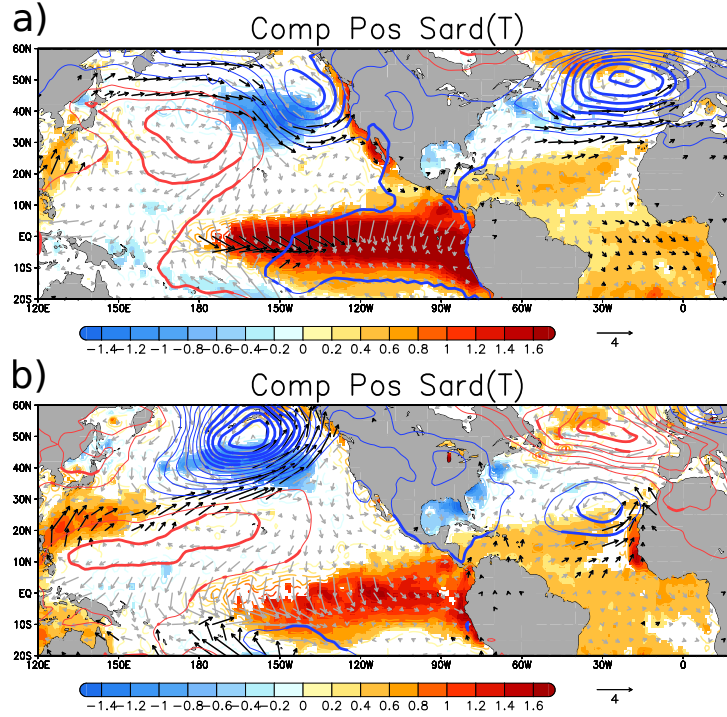 a)
Comp Pos Sard(T)
60N
50N
40N
30N
20N
10N
EQ
10S
20S
120E 150E 180 150W 120W 90W 60W 30W 0
-1.4 -1.2 -1 -0.8 -0.6 -0.4 -0.2 0 0.2 0.4 0.6 0.8 1 1.2 1.4 1.6
4
b)
Comp Pos Sard(T)
60N
50N
40N
30N
20N
10N
EQ
10S
20S
120E 150E 180 150W 120W 90W 60W 30W 0
-1.4 -1.2 -1 -0.8 -0.6 -0.4 -0.2 0 0.2 0.4 0.6 0.8 1 1.2 1.4 1.6
4